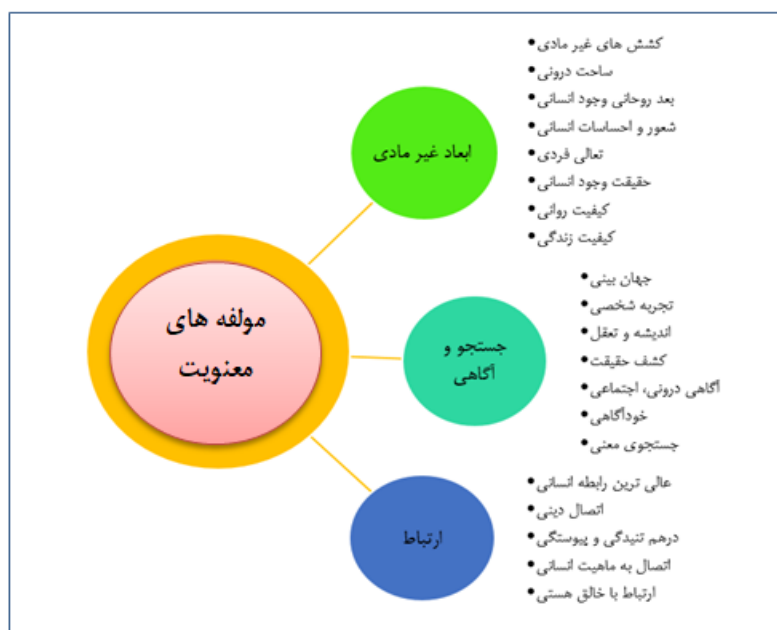 مولفه های
معنویت
ابعاد غیر مادی
•کشش های غیر مادی
•ساحت درونی
•بعد روحانی وجود انسانی
•شعور و احساسات انسانی
•تعالی فردی
•حقیقت وجود انسانی
•کیفیت روانی
•کیفیت زندگی
جستجو و
آگاهی
•جهان بینی
•تجربه شخصی
•اندیشه و تعقل
•کشف حقیقت
•آگاهی درونی، اجتماعی
•خودآگاهی
•جستجوی معنی
ارتباط
•عالی ترین رابطه انسانی
•اتصال دینی
•درهم تنیدگی و پیوستگی
•اتصال به ماهیت انسانی
•ارتباط با خالق هستی